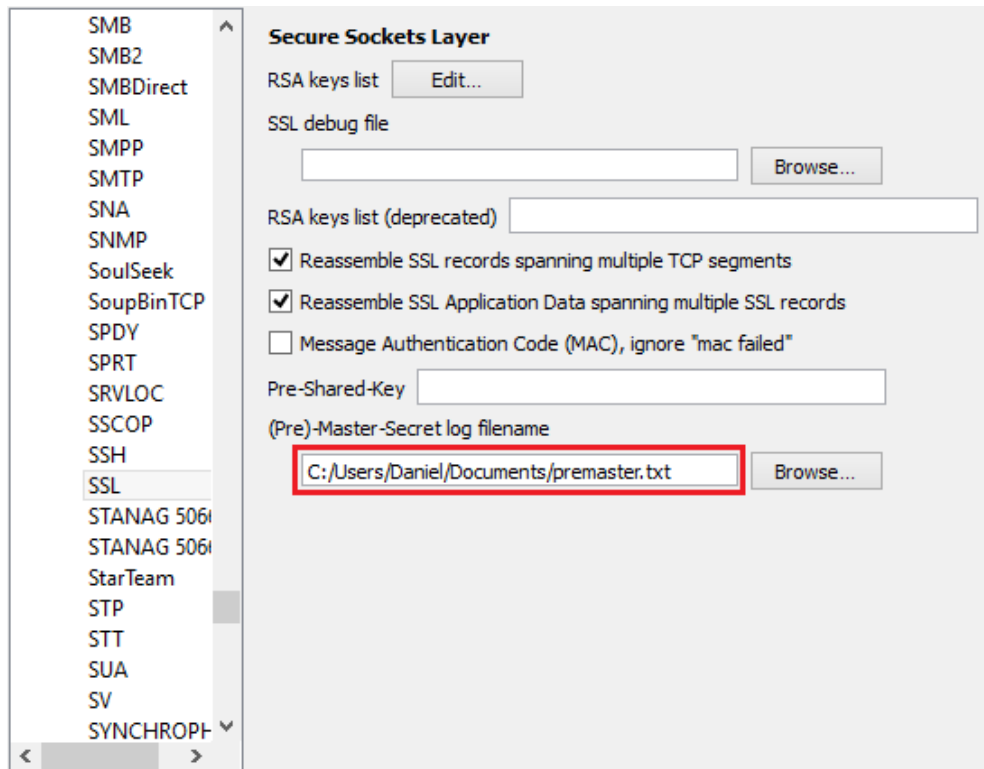 SMB
SMB2
SMBDirect
SML
SMPP
SMTP
SNA
SNMP
SoulSeek
SoupBinTCP
SPDY
SPRT
SRVLOC
SSCOP
SSH
SSL
STANAG 506
STANAG 506
StarTeam
STP
STT
SUA
SV
SYNCHROPH
Secure Sockets Layer
RSA keys list Edit...
SSL debug file
Browse...
RSA keys list (deprecated)
Reassemble SSL records spanning multiple TCP segments
Reassemble SSL Application Data spanning multiple SSL records
Message Authentication Code (MAC), ignore "mac failed"
Pre-Shared-Key
(Pre)-Master-Secret log filename
C:/Users/Daniel/Documents/premaster.txt Browse...